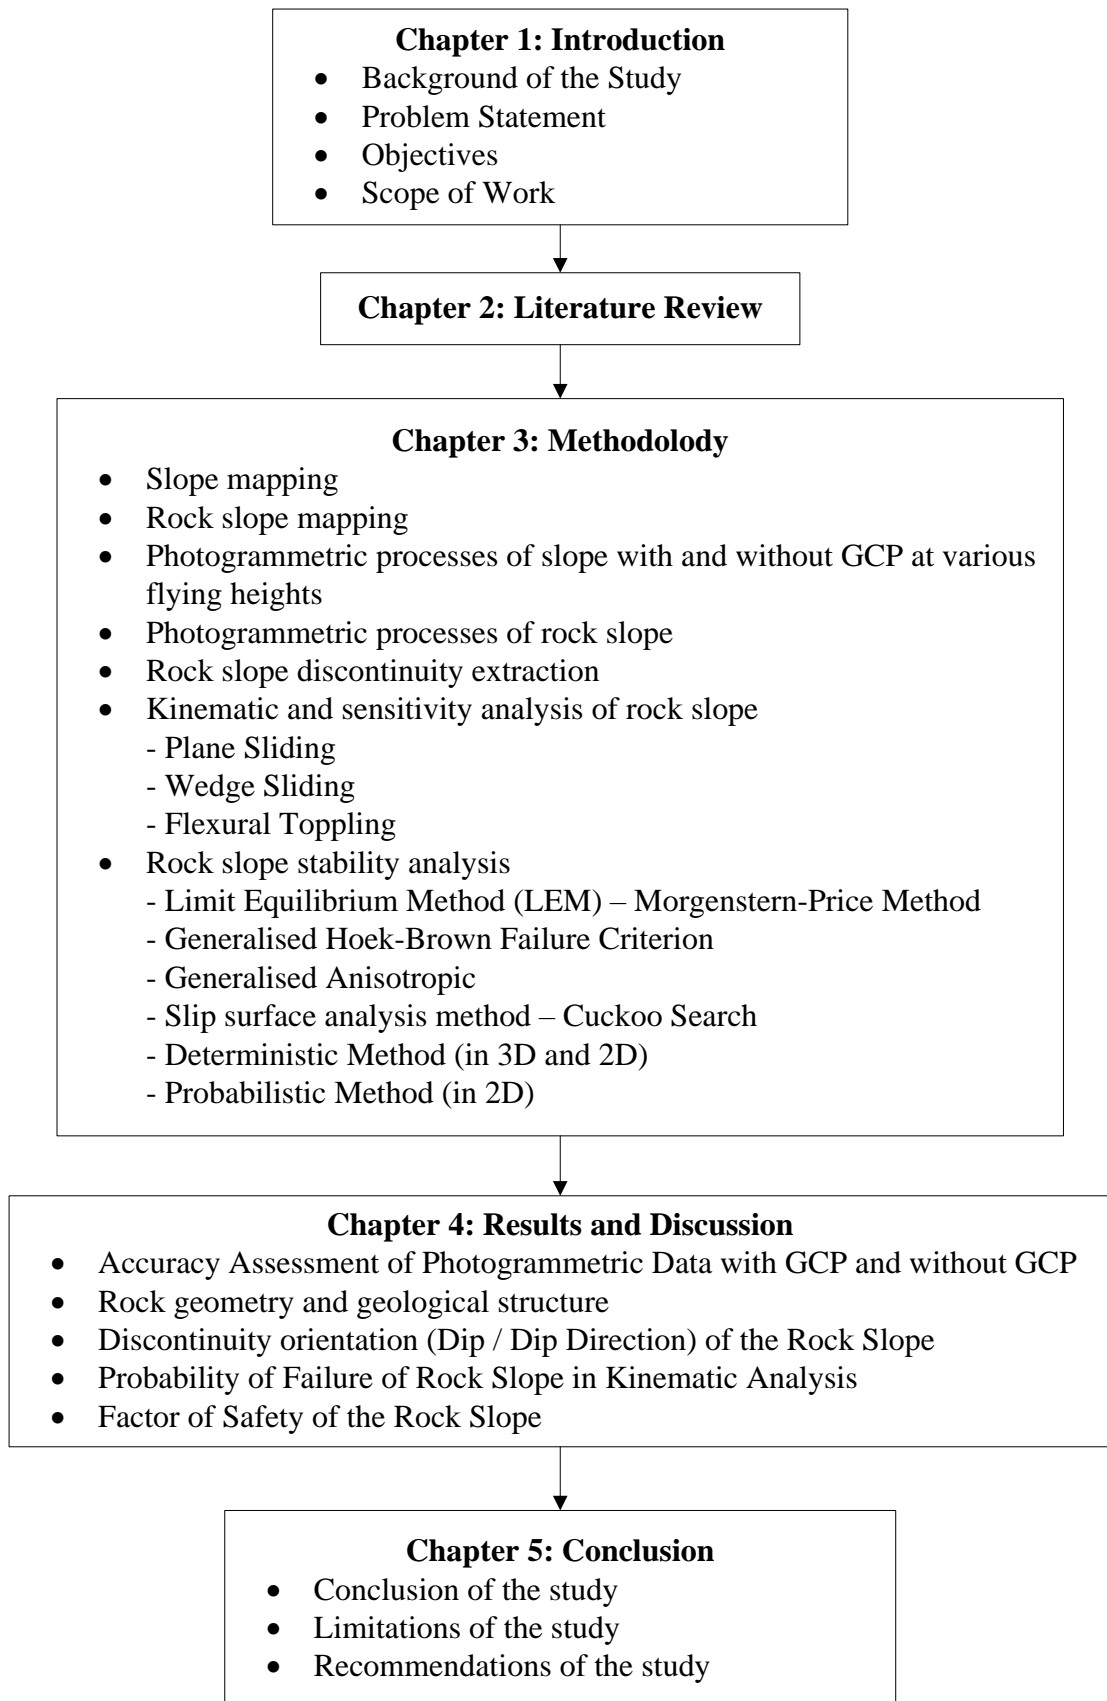 Chapter 1: Introduction
• Background of the Study
• Problem Statement
• Objectives
• Scope of Work
Chapter 2: Literature Review
Chapter 3: Methodolody
• Slope mapping
• Rock slope mapping
• Photogrammetric processes of slope with and without GCP at various
flying heights
• Photogrammetric processes of rock slope
• Rock slope discontinuity extraction
• Kinematic and sensitivity analysis of rock slope
- Plane Sliding
- Wedge Sliding
- Flexural Toppling
• Rock slope stability analysis
- Limit Equilibrium Method (LEM) – Morgenstern-Price Method
- Generalised Hoek-Brown Failure Criterion
- Generalised Anisotropic
- Slip surface analysis method – Cuckoo Search
- Deterministic Method (in 3D and 2D)
- Probabilistic Method (in 2D)
Chapter 4: Results and Discussion
• Accuracy Assessment of Photogrammetric Data with GCP and without GCP
• Rock geometry and geological structure
• Discontinuity orientation (Dip / Dip Direction) of the Rock Slope
• Probability of Failure of Rock Slope in Kinematic Analysis
• Factor of Safety of the Rock Slope
Chapter 5: Conclusion
• Conclusion of the study
• Limitations of the study
• Recommendations of the study